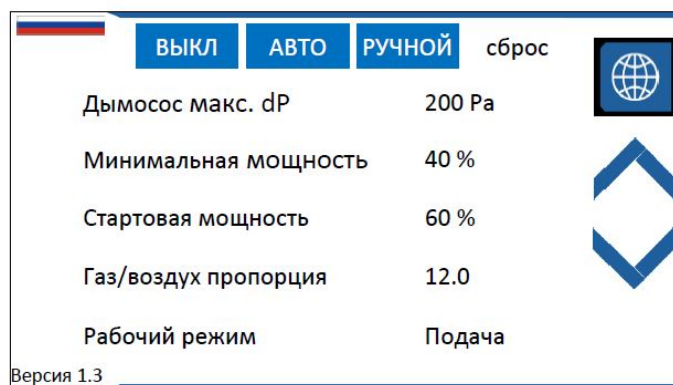 ВЫКЛ АВТО РУЧНОЙ сброс
Дымосос макс. dP 200 Pa
Минимальная мощность 40 %
Стартовая мощность 60 %
Газ/воздух пропорция 12.0
Рабочий режим Подача
Версия 1.3